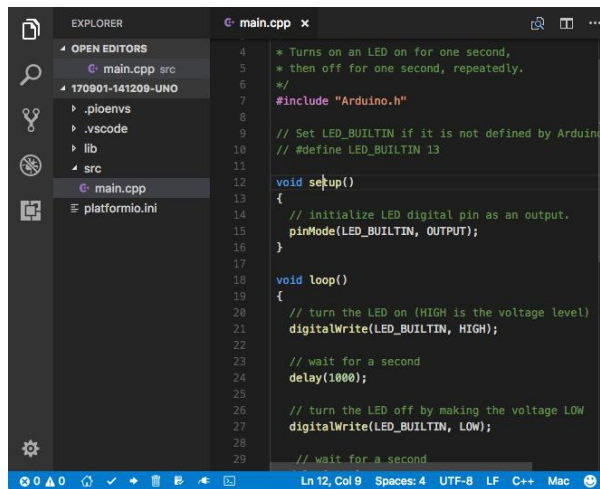 EXPLORER
OPEN EDITORS
main.cpp src
170901-141209-UNO
.pioenvs
.vscode
lib
src
main.cpp
platformio.ini
main.cpp
4 * Turns on an LED on for one second,
5 * then off for one second, repeatedly.
6 */
7 #include "Arduino.h"
8
9 // Set LED_BUILTIN if it is not defined by Arduin
10 // #define LED_BUILTIN 13
11
12 void setup()
13 {
14 // initialize LED digital pin as an output.
15 pinMode(LED_BUILTIN, OUTPUT);
16 }
17
18 void loop()
19 {
20 // turn the LED on (HIGH is the voltage level)
21 digitalWrite(LED_BUILTIN, HIGH);
22
23 // wait for a second
24 delay(1000);
25
26 // turn the LED off by making the voltage LOW
27 digitalWrite(LED_BUILTIN, LOW);
28
29 // wait for a second
0 0 Ln 12, Col 9 Spaces: 4 UTF-8 LF C++ Mac